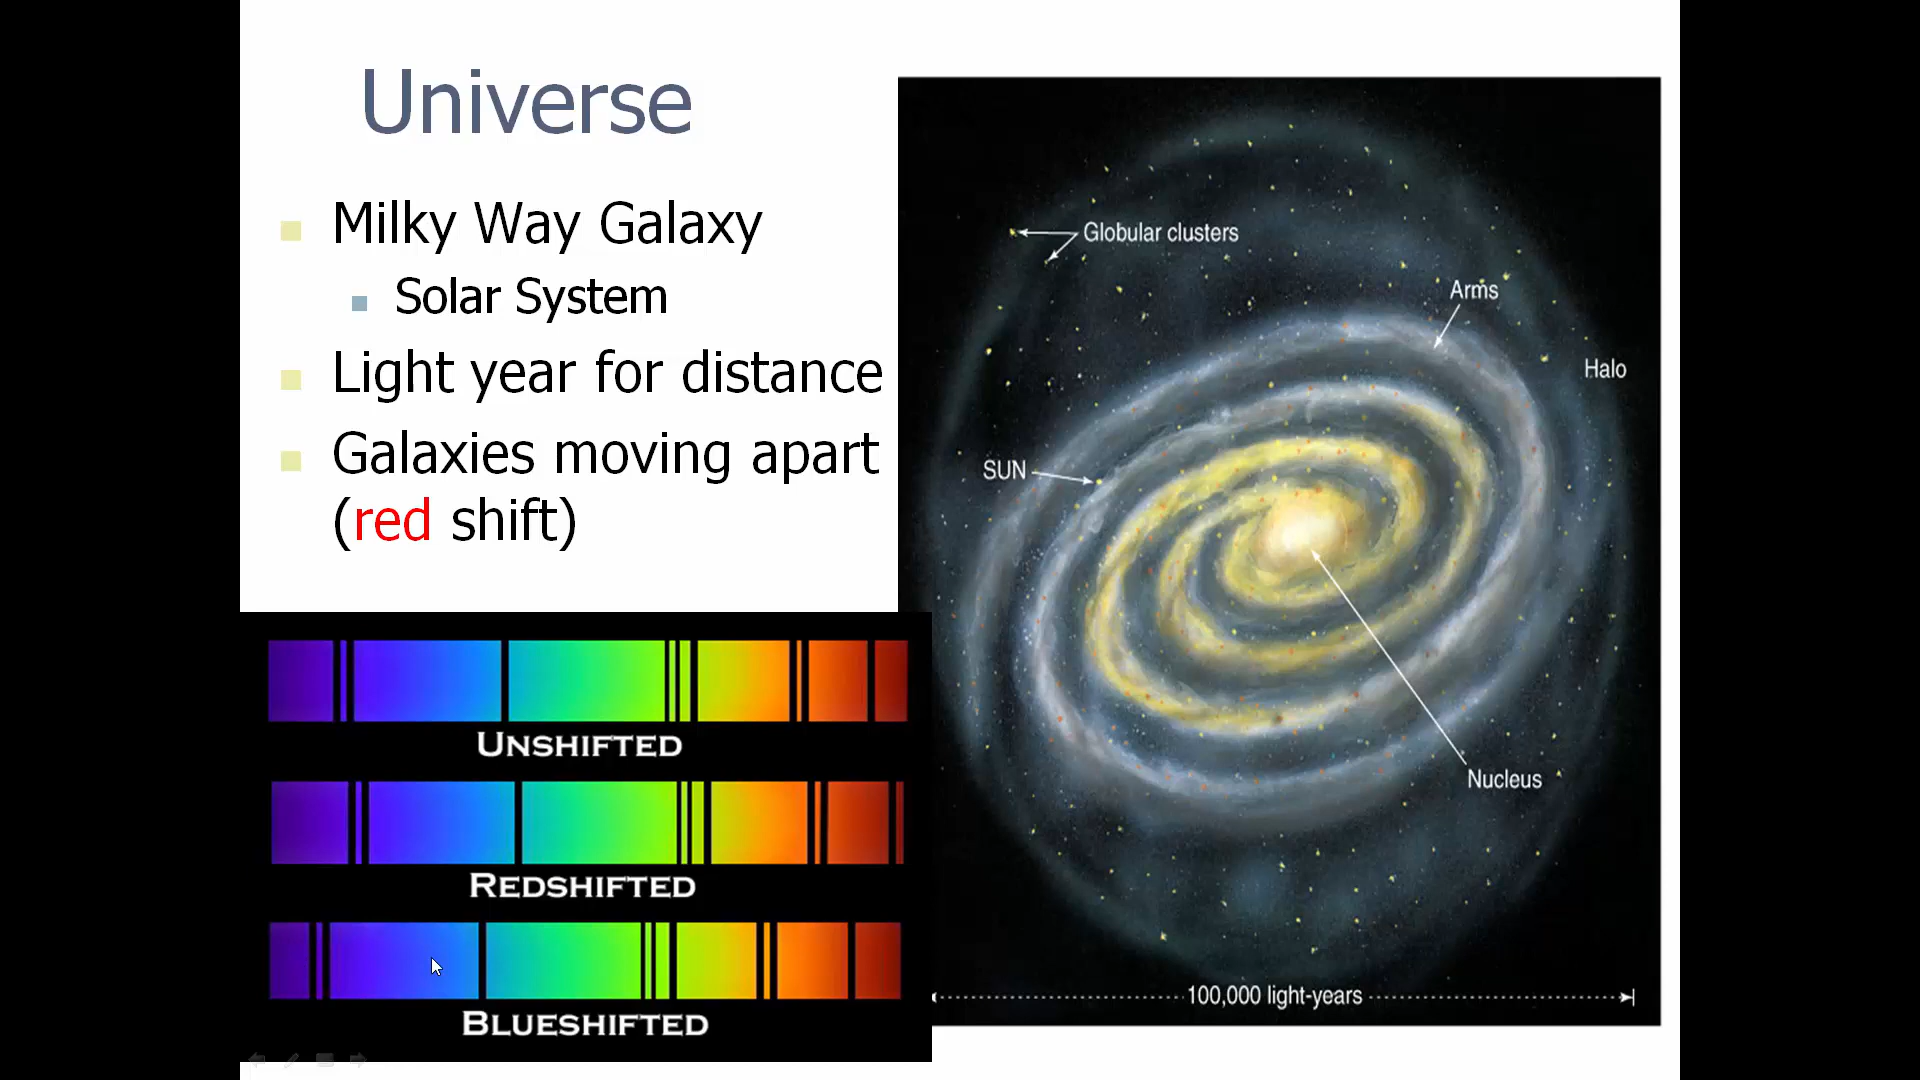 Universe
Milky Way Galaxy
Solar System
Light year for distance
Galaxies moving apart
(red shift)
UNSHIFTED
REDSHIFTED
BLUESHIFTED
Globular clusters
Arms
Halo
SUN
Nucleus
100,000 light-years